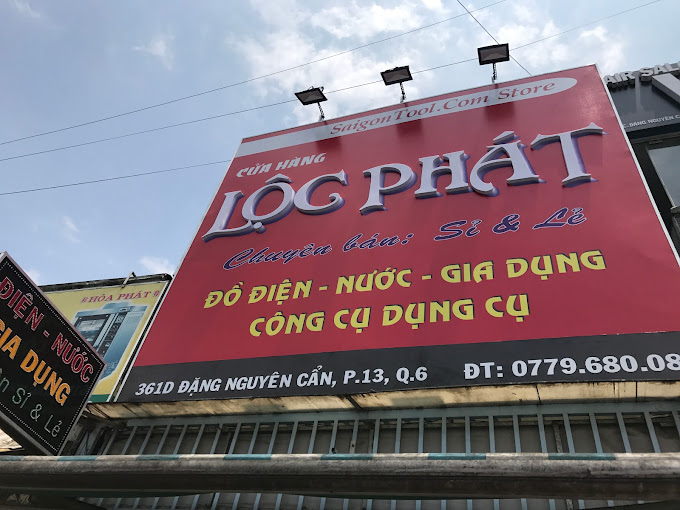 SaigonTool.Com Store
CỬA HÀNG
LỘC PHÁT
Chuyên bán: Sỉ & Lẻ
ĐỒ ĐIỆN - NƯỚC - GIA DỤNG
CÔNG CỤ DỤNG CỤ
361D ĐẶNG NGUYÊN CẨN, P.13, Q.6 ĐT: 0779.680.08
HÒA PHÁT
ĐIỆN - NƯỚC
GIA DỤNG
Sỉ & Lẻ